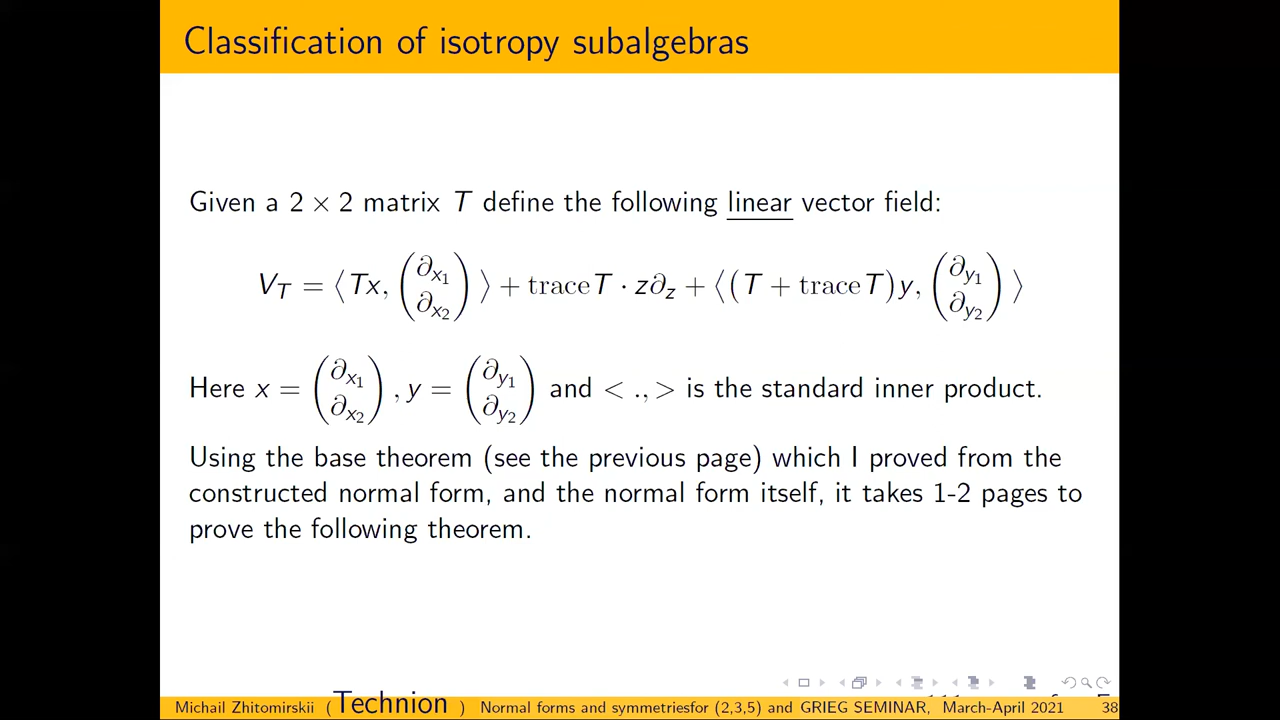 Classification of isotropy subalgebras
Given a 2 × 2 matrix T define the following linear vector field:
V_T = ⟨ Tx, (∂_{x_1} ∂_{x_2}) ⟩ + trace T · z∂_z + ⟨ (T + trace T)y, (∂_{y_1} ∂_{y_2}) ⟩
Here x = (∂_{x_1} ∂_{x_2}) , y = (∂_{y_1} ∂_{y_2}) and < ., > is the standard inner product.
Using the base theorem (see the previous page) which I proved from the
constructed normal form, and the normal form itself, it takes 1-2 pages to
prove the following theorem.
Michail Zhitomirskii ( Technion ) Normal forms and symmetriesfor (2,3,5) and GRIEG SEMINAR, March-April 2021 38